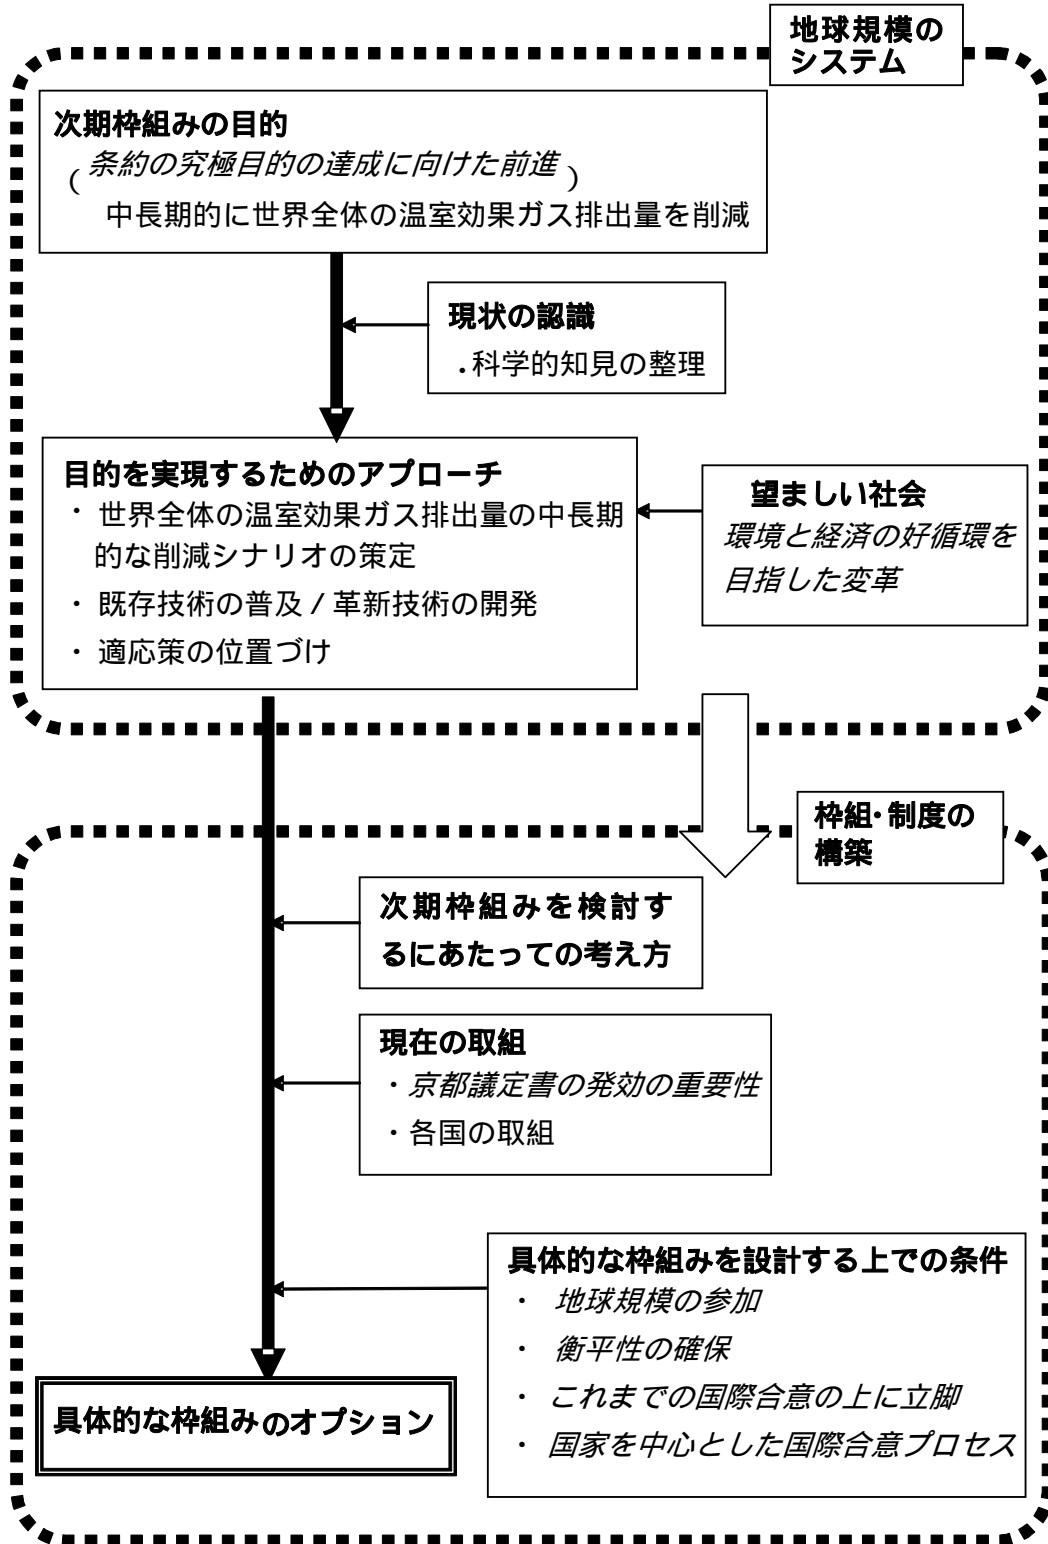 地球規模の
システム
次期枠組みの目的
(条約の究極目的の達成に向けた前進)
中長期的に世界全体の温室効果ガス排出量を削減
現状の認識
.科学的知見の整理
目的を実現するためのアプローチ
・ 世界全体の温室効果ガス排出量の中長期
的な削減シナリオの策定
・ 既存技術の普及/革新技術の開発
・ 適応策の位置づけ
望ましい社会
環境と経済の好循環を
目指した変革
枠組・制度の
構築
次期枠組みを検討す
るにあたっての考え方
現在の取組
・京都議定書の発効の重要性
・各国の取組
具体的な枠組みを設計する上での条件
・ 地球規模の参加
・ 衡平性の確保
・ これまでの国際合意の上に立脚
・ 国家を中心とした国際合意プロセス
具体的な枠組みのオプション